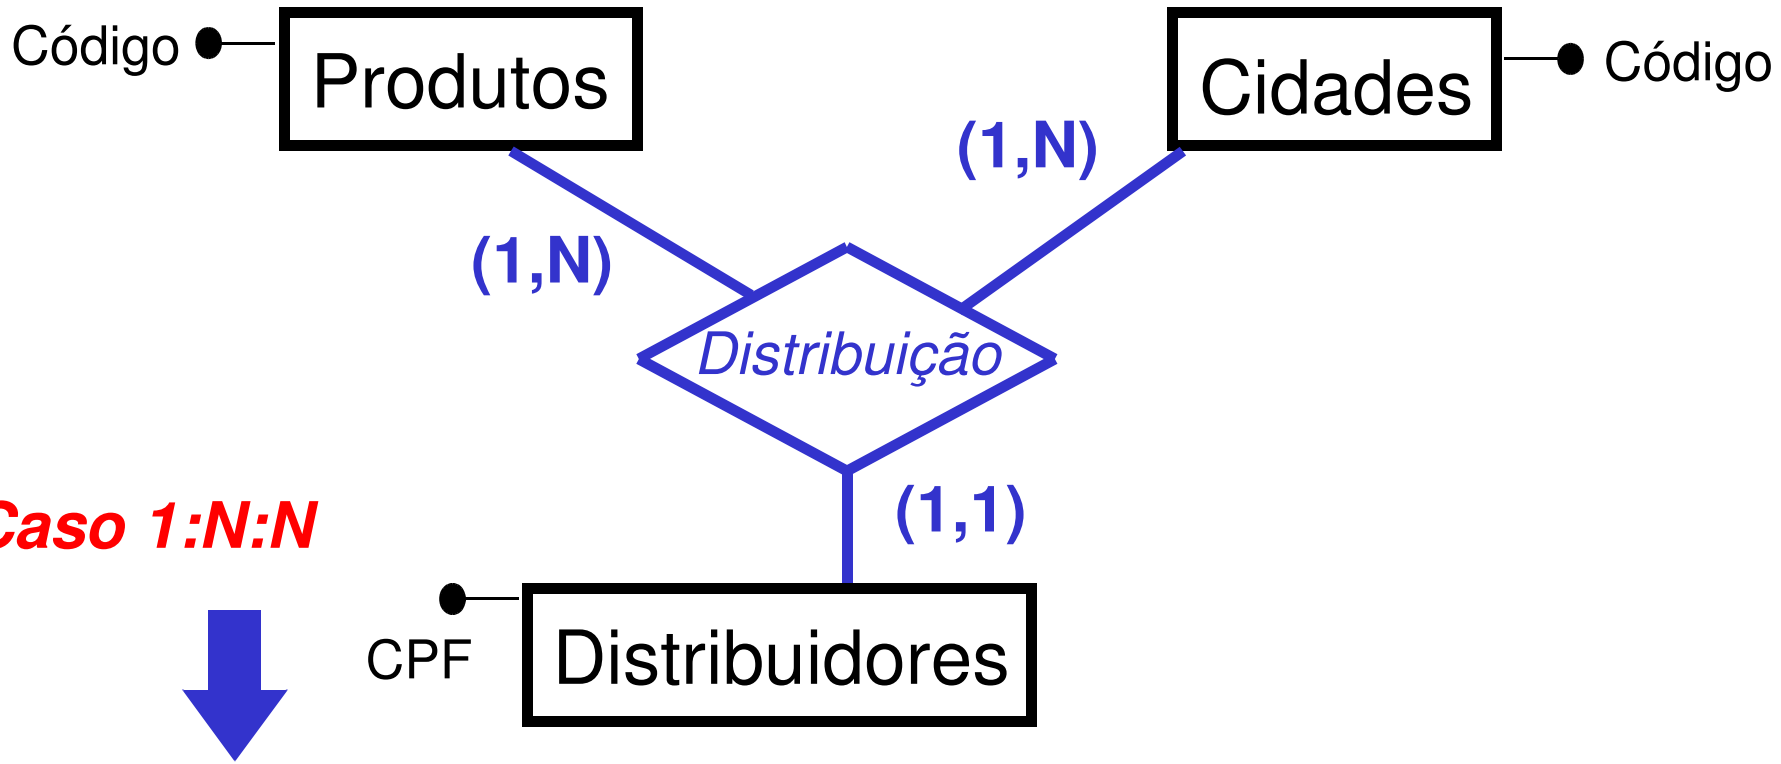 Código
Produtos
Cidades
Código
(1,N)
(1,N)
Distribuição
Caso 1:N:N
(1,1)
CPF
Distribuidores